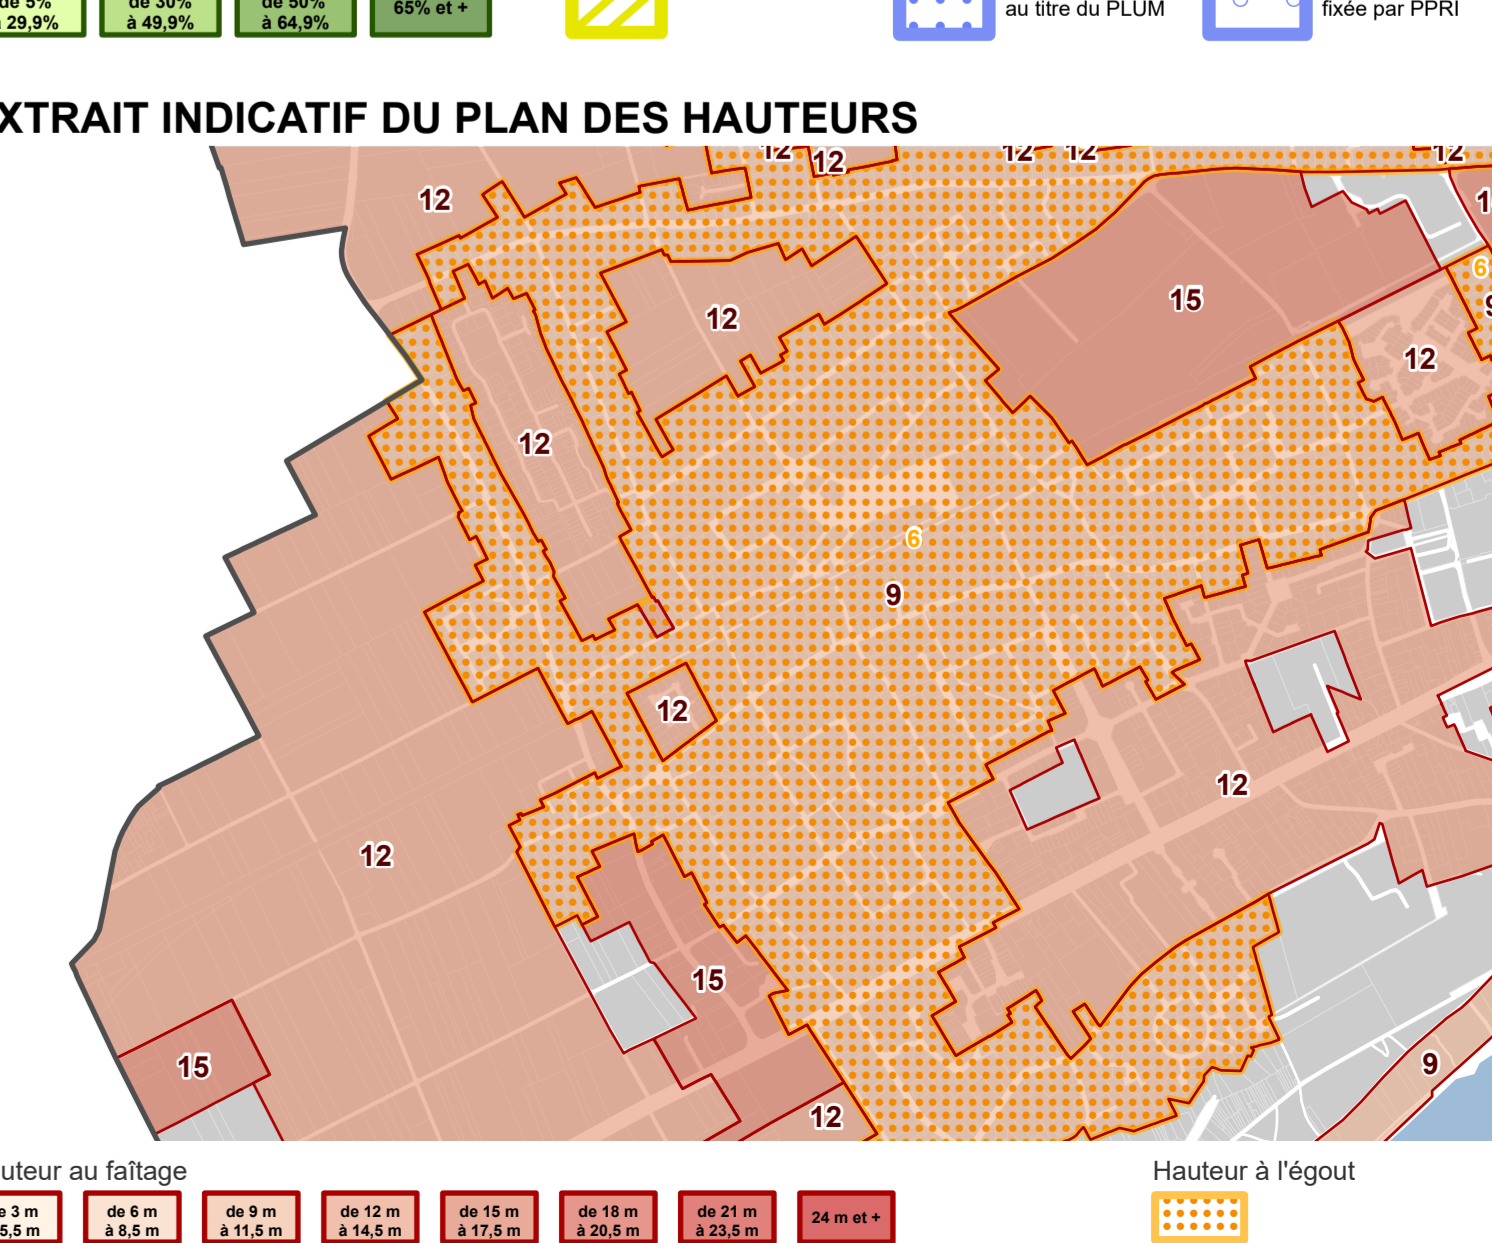 de 5%
à 29,9%
de 30%
à 49,9%
de 50%
à 64,9%
65% et +
au titre du PLUM
fixée par PPRI
XTRAIT INDICATIF DU PLAN DES HAUTEURS
12
12
12
12
12
12
15
6
12
12
12
6
9
12
12
12
15
15
9
12
uteur au faîtage
Hauteur à l'égout
e 3 m
5,5 m
de 6 m
à 8,5 m
de 9 m
à 11,5 m
de 12 m
à 14,5 m
de 15 m
à 17,5 m
de 18 m
à 20,5 m
de 21 m
à 23,5 m
24 m et +